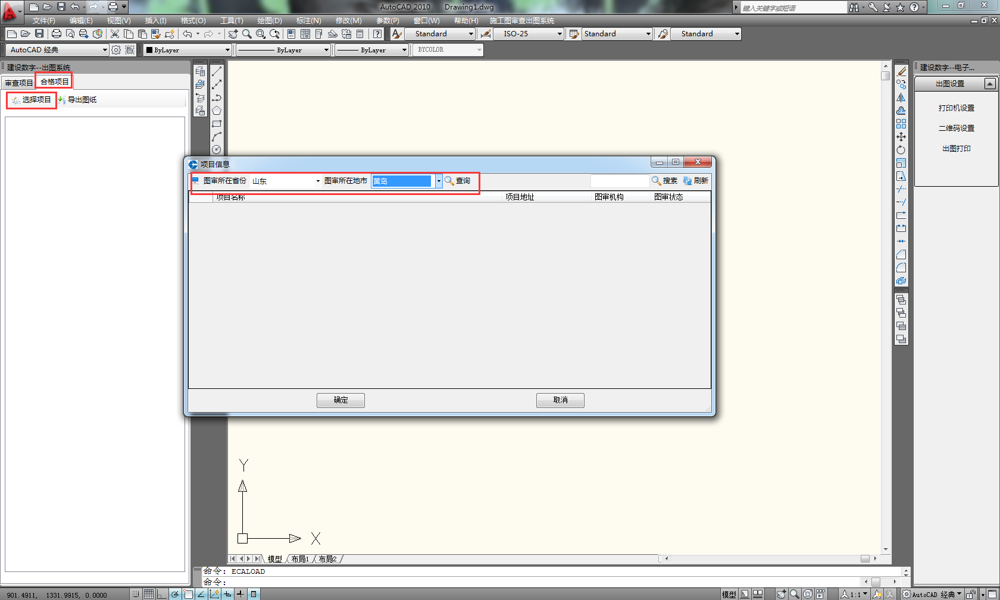 AutoCAD 2010 Drawing1.dwg
键入关键字或短语
文件(F) 编辑(E) 视图(V) 插入(I) 格式(O) 工具(T) 绘图(D) 标注(N) 修改(M) 参数(P) 窗口(W) 帮助(H) 施工图审查出图系统
Standard ISO-25 Standard Standard
AutoCAD 经典 ByLayer ByLayer ByLayer BYCOLOR
建设数字--出图系统
审查项目 合格项目
选择项目 导出图纸
建设数字--电子...
出图设置
打印机设置
二维码设置
出图打印
项目信息
图审所在省份 山东 图审所在地市 黄岛 查询 搜索 刷新
项目名称 项目地址 图审机构 图审状态
确定 取消
Y
X
模型 布局1 布局2
命令: ECALOAD
命令:
901.4911, 1331.9915, 0.0000 模型 1:1 AutoCAD 经典